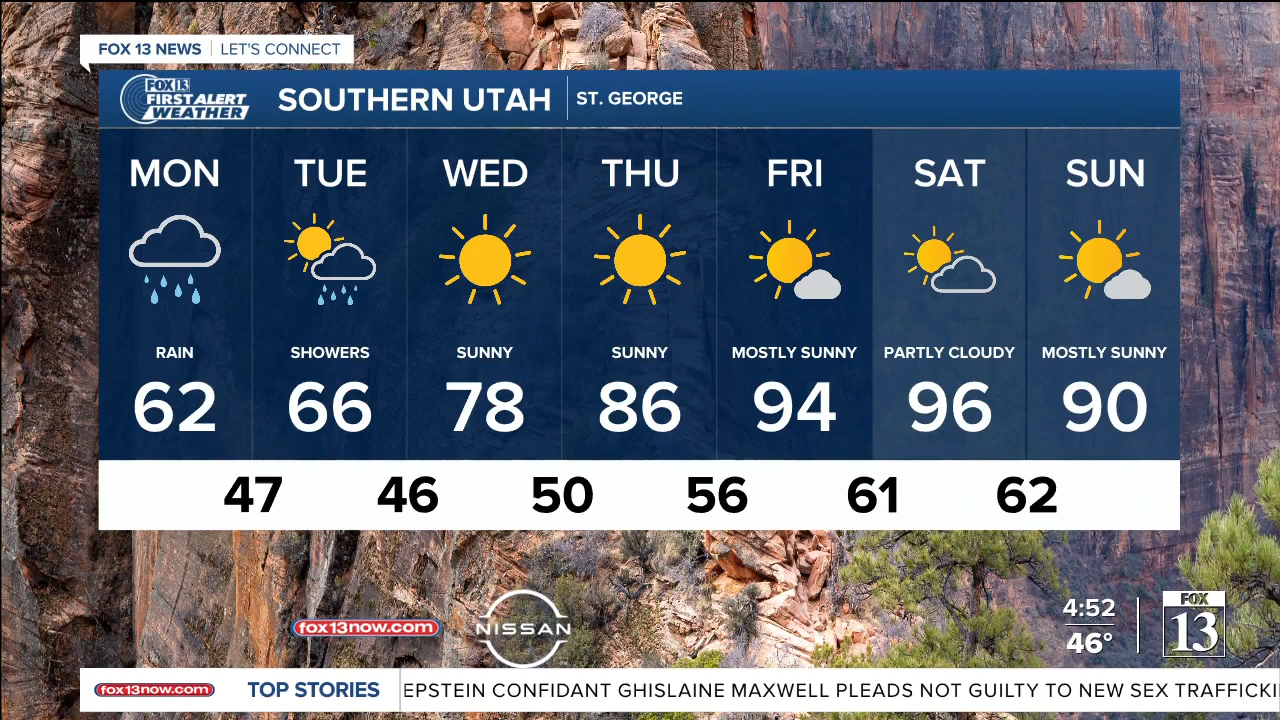 FOX 13 NEWS | LET'S CONNECT
FOX 13
FIRST ALERT
WEATHER
SOUTHERN UTAH | ST. GEORGE
MON TUE WED THU FRI SAT SUN
RAIN SHOWERS SUNNY SUNNY MOSTLY SUNNY PARTLY CLOUDY MOSTLY SUNNY
62 66 78 86 94 96 90
47 46 50 56 61 62
fox13now.com
NISSAN
4:52
46°
FOX
13
fox13now.com
TOP STORIES
EPSTEIN CONFIDANT GHISLAINE MAXWELL PLEADS NOT GUILTY TO NEW SEX TRAFFICKI